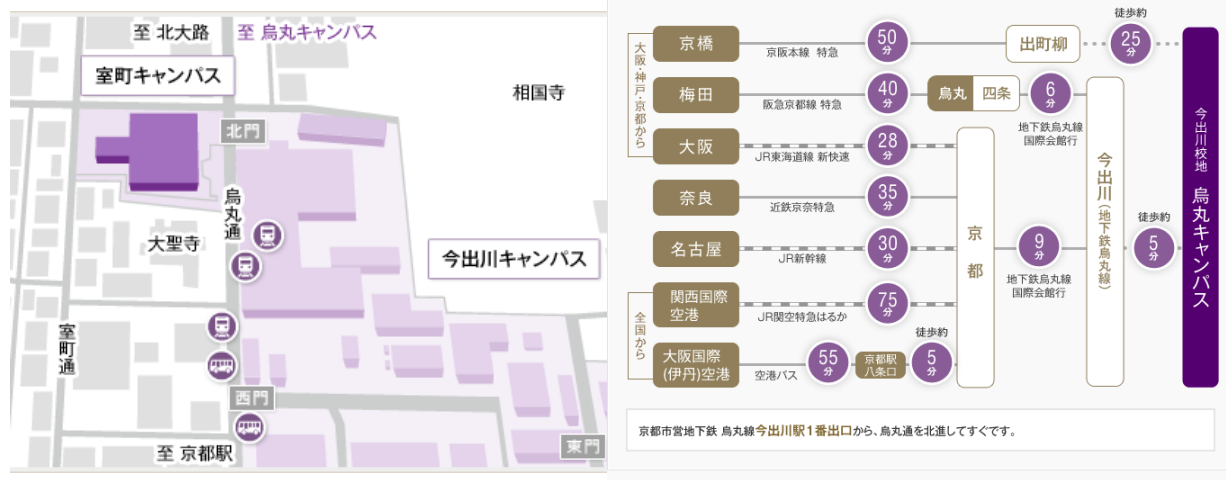 至 北大路
至 烏丸キャンパス
室町キャンパス
相国寺
北門
烏丸通
大聖寺
今出川キャンパス
室町通
西門
至 京都駅
東門
大阪・神戸・京都から
京橋
京阪本線 特急
50分
出町柳
徒歩約
25分
梅田
阪急京都線 特急
40分
烏丸 四条
6分
地下鉄烏丸線
国際会館行
大阪
JR東海道線 新快速
28分
奈良
近鉄京奈特急
35分
名古屋
JR新幹線
30分
全国から
関西国際
空港
JR関空特急はるか
75分
大阪国際
(伊丹)空港
空港バス
55分
京都駅
八条口
徒歩約
5分
京都
9分
地下鉄烏丸線
国際会館行
今出川(地下鉄烏丸線)
徒歩約
5分
今出川校地 烏丸キャンパス
京都市営地下鉄 烏丸線今出川駅1番出口から、烏丸通を北進してすぐです。